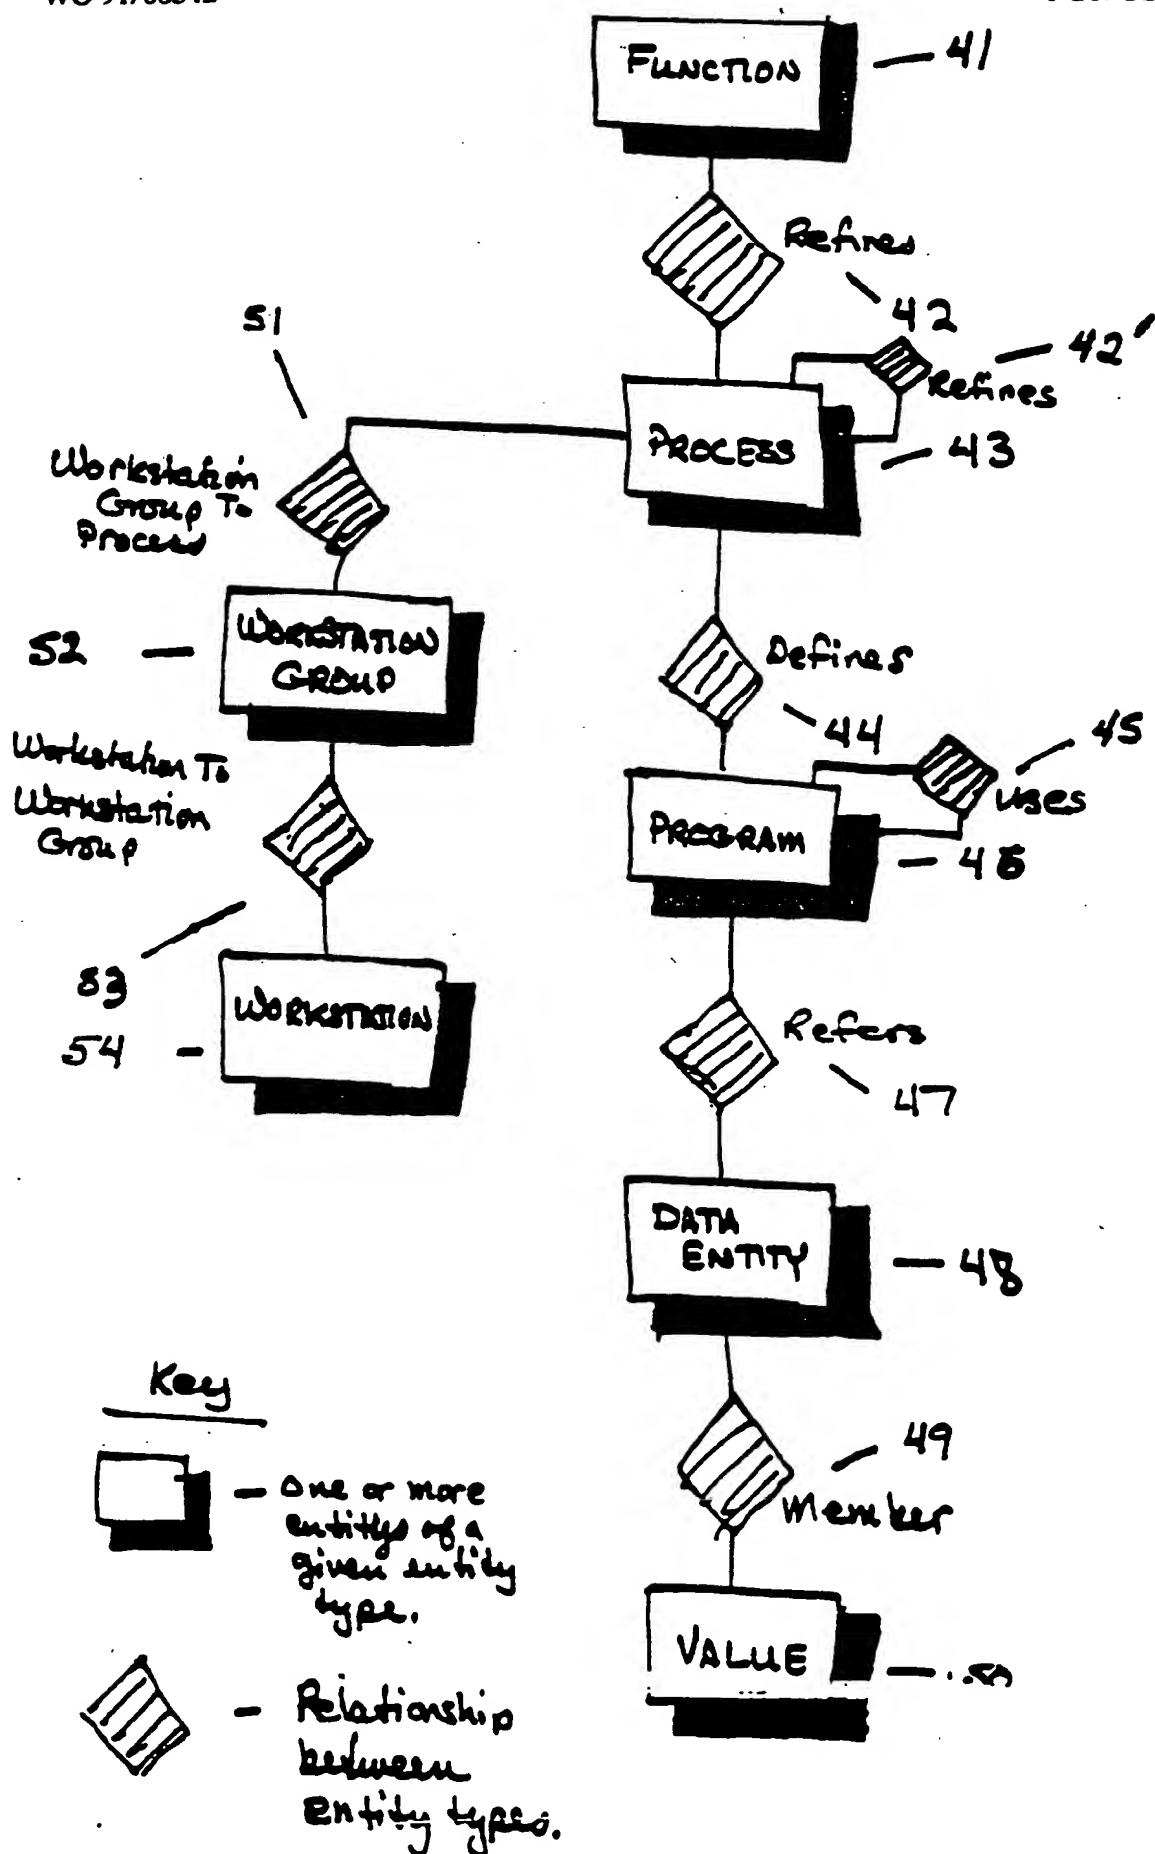 FUNCTION
41
Refines
42
42'
Refines
PROCESS
43
51
Workstation
Group To
Process
WORKSTATION
GROUP
52
Defines
44
45
Uses
PROGRAM
46
Workstation To
Workstation
Group
53
WORKSTATION
54
Refers
47
DATA
ENTITY
48
49
Member
VALUE
Key
- One or more
entitys of a
given entity
type.
- Relationship
between
entity types.